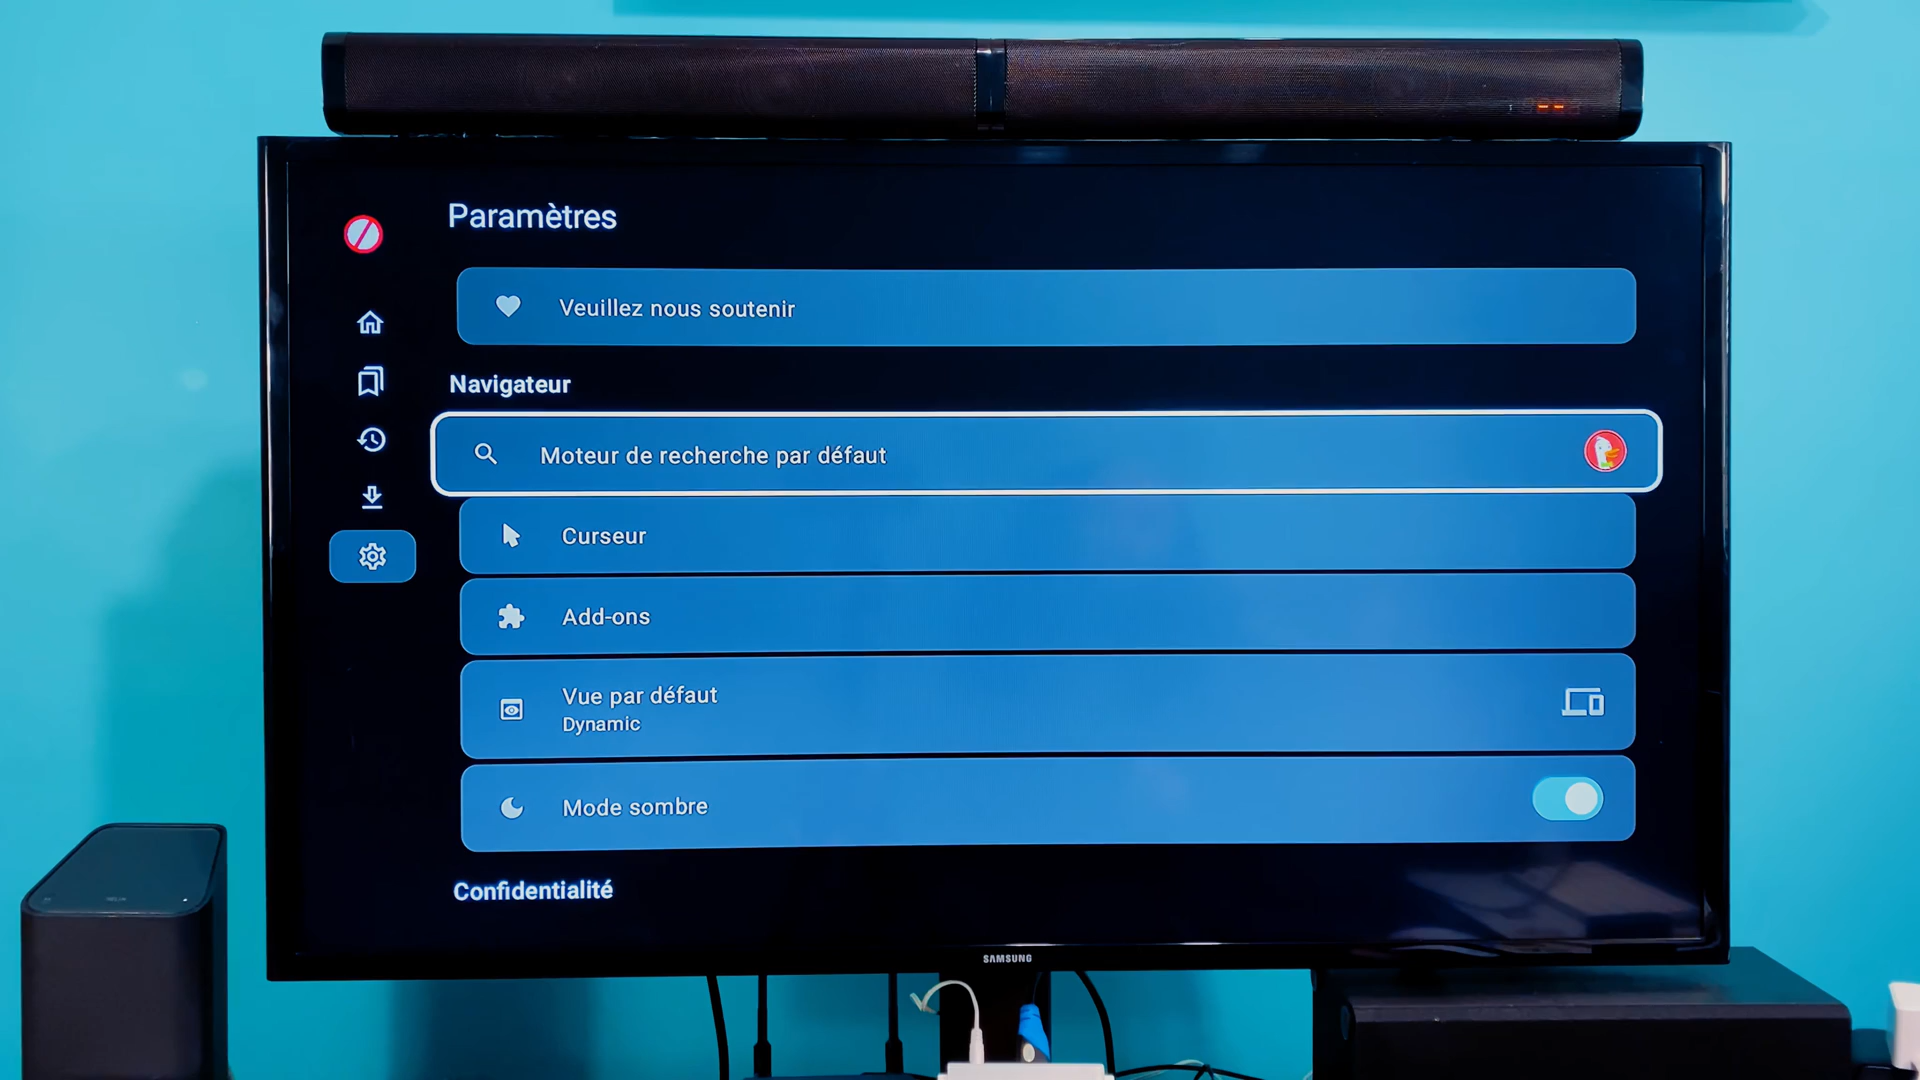 Paramètres
Veuillez nous soutenir
Navigateur
Moteur de recherche par défaut
Curseur
Add-ons
Vue par défaut
Dynamic
Mode sombre
Confidentialité
SAMSUNG